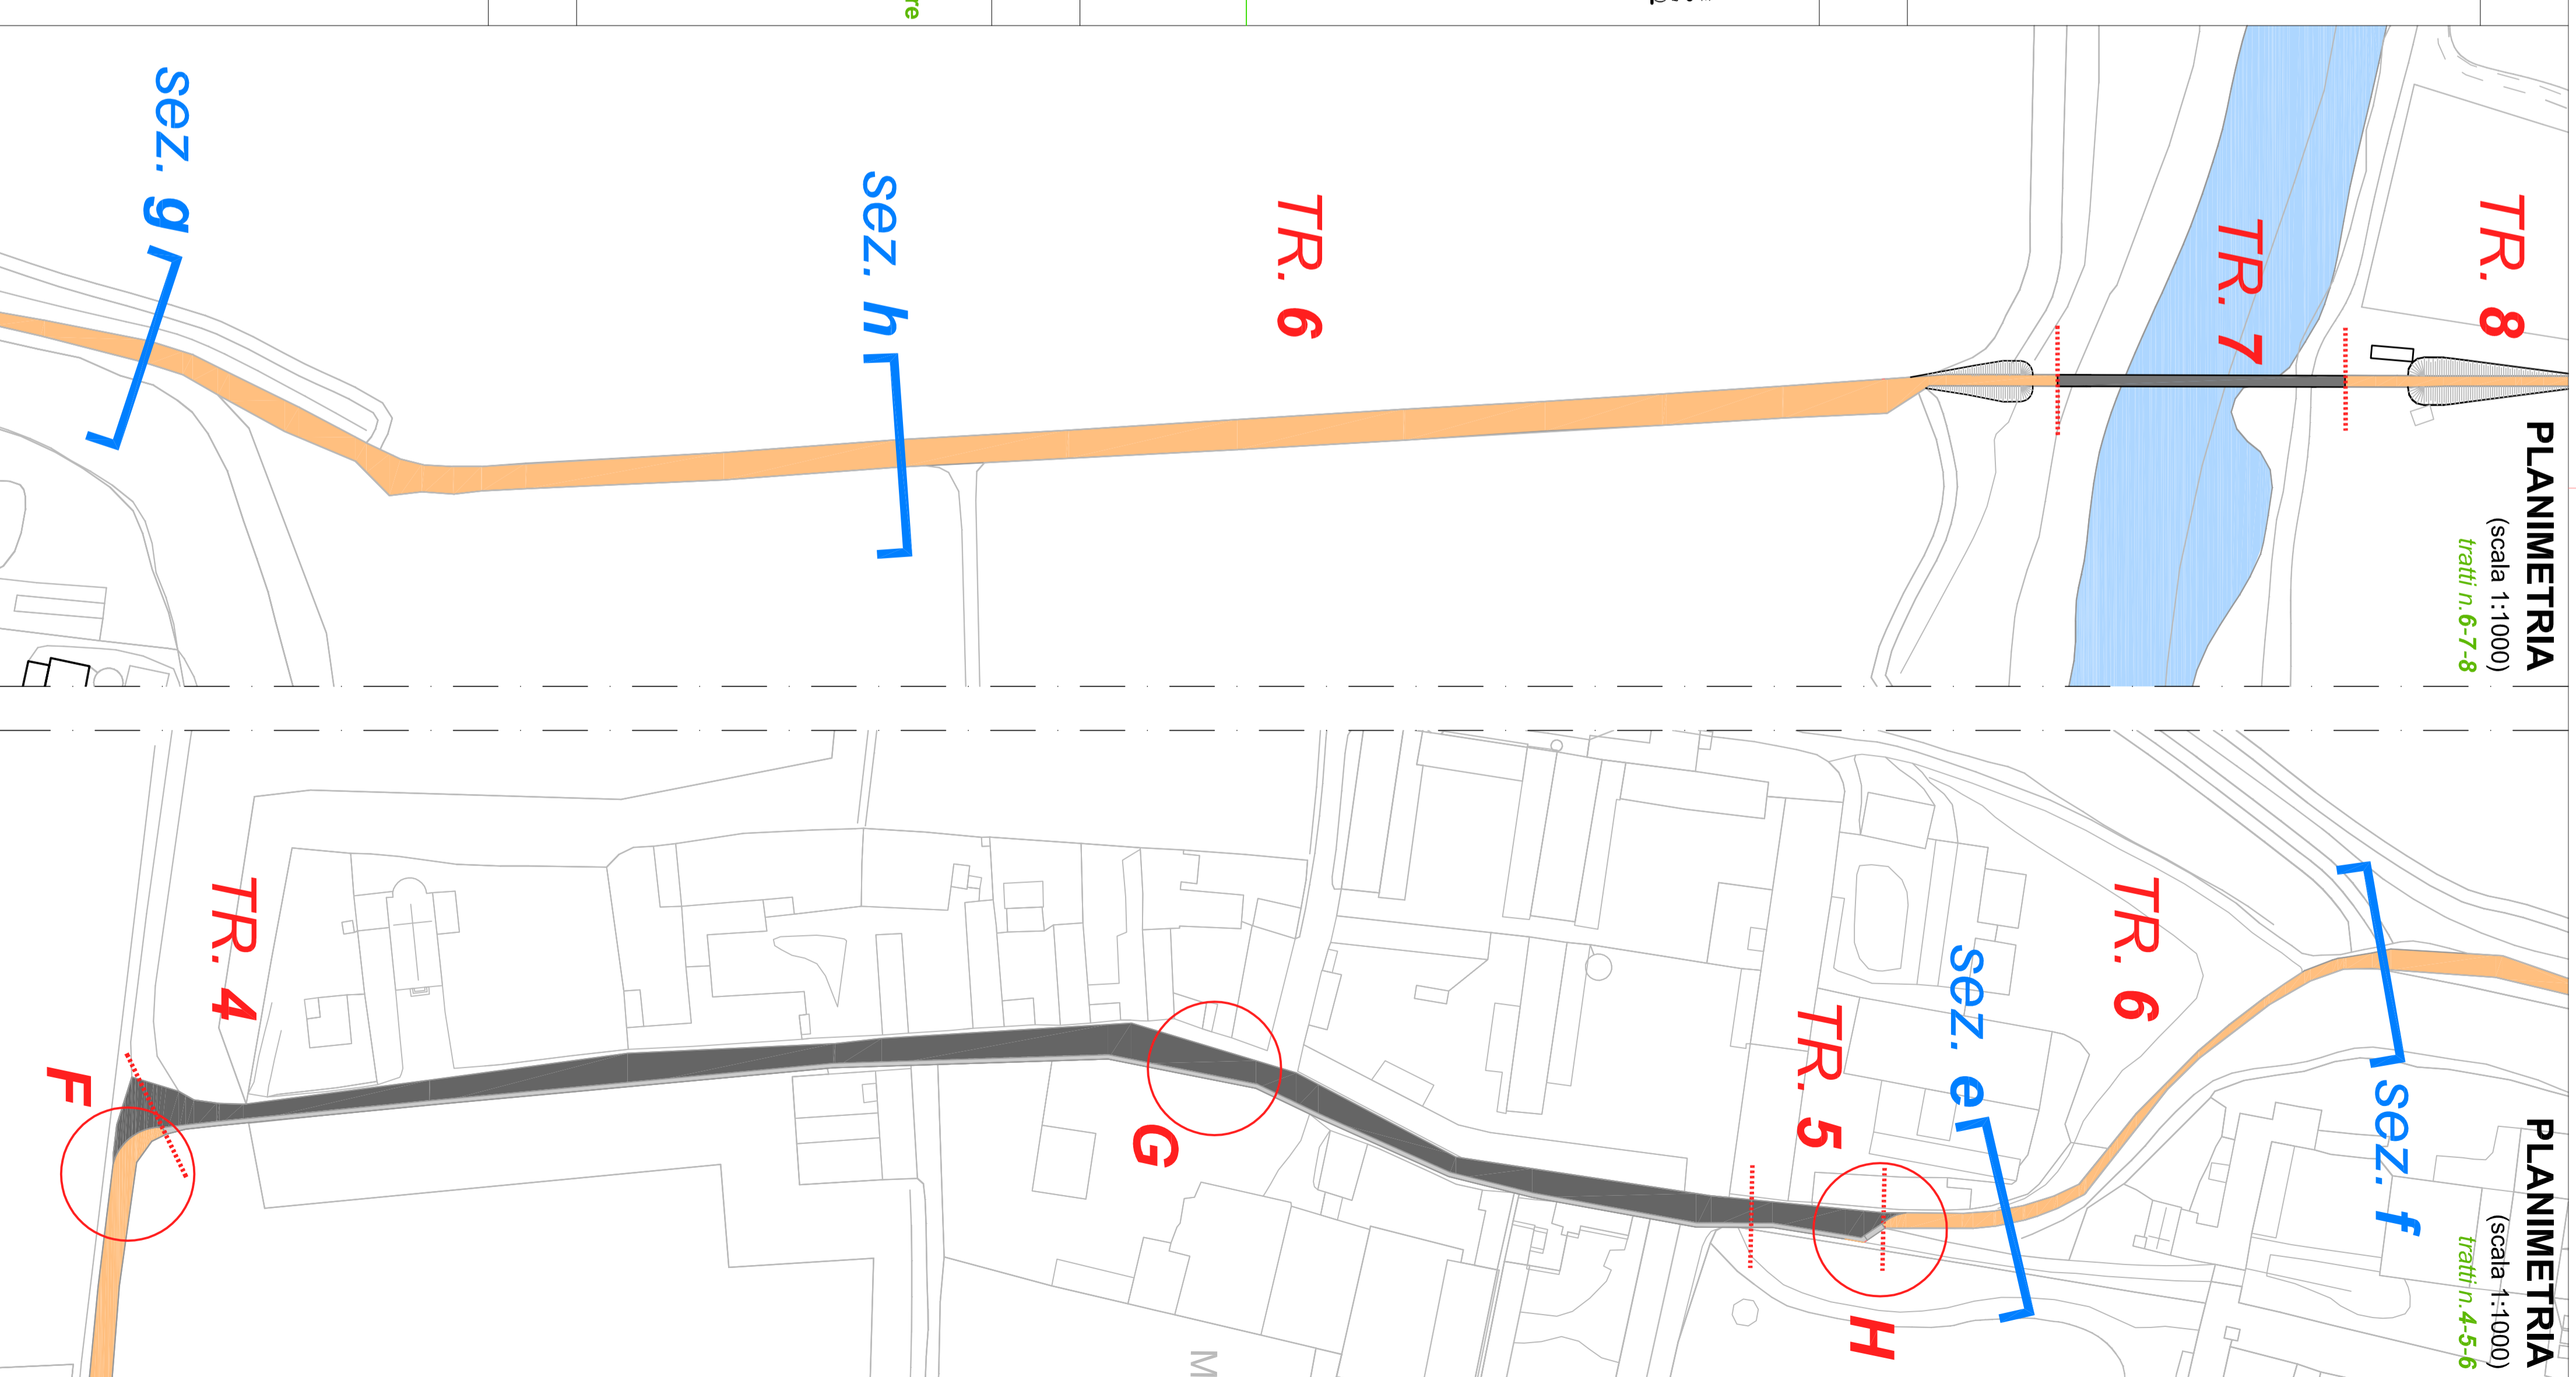 PLANIMETRIA
(scala 1:1000)
tratti n.6-7-8
TR. 8
TR. 7
TR. 6
sez. h
sez. g
re
PLANIMETRIA
(scala 1:1000)
tratti n.4-5-6
sez. f
TR. 6
sez. e
TR. 5
H
G
TR. 4
F
M